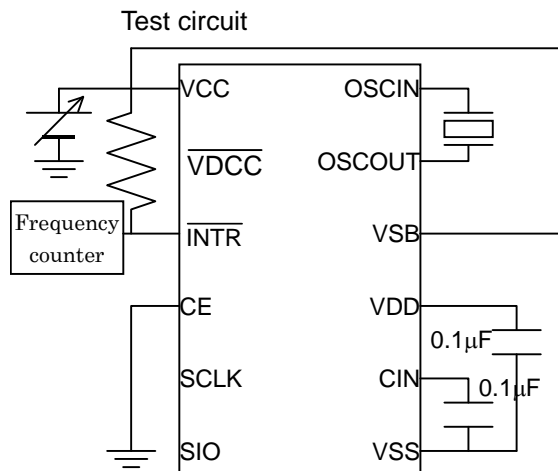 Test circuit
VCC
OSCIN
VDCC
OSCOUT
Frequency
counter
INTR
VSB
CE
VDD
0.1μF
SCLK
CIN
0.1μF
SIO
VSS